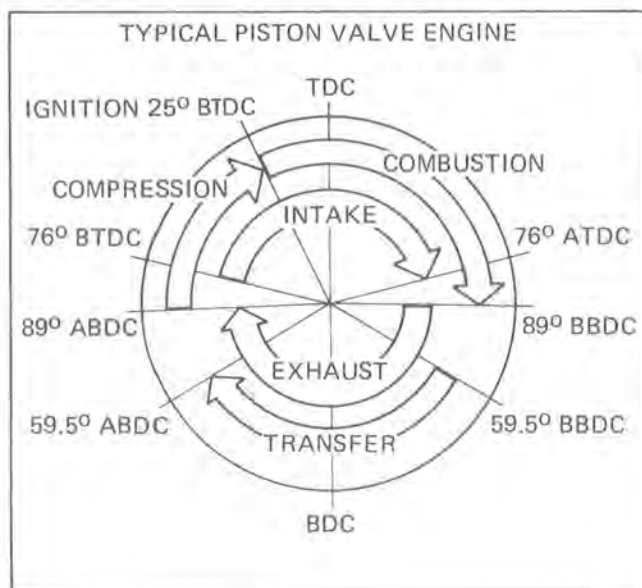 TYPICAL PISTON VALVE ENGINE
TDC
IGNITION 25° BTDC
COMBUSTION
COMPRESSION
INTAKE
76° BTDC
76° ATDC
89° ABDC
89° BBDC
EXHAUST
59.5° ABDC
59.5° BBDC
TRANSFER
BDC